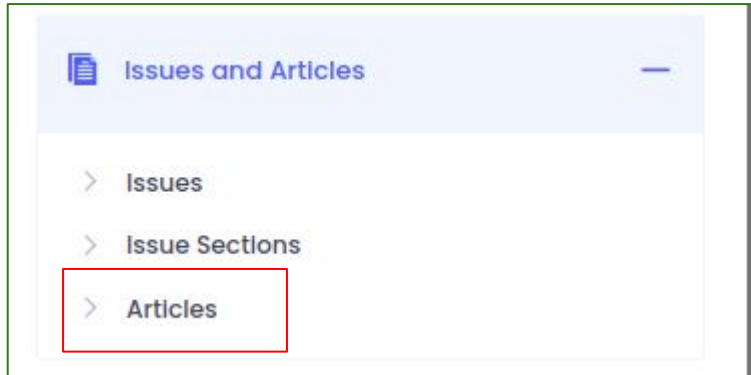 Issues and Articles
Issues
Issue Sections
Articles